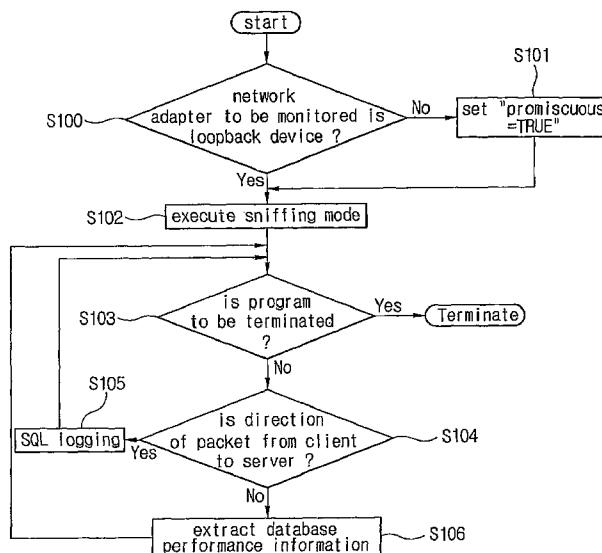 start
network
adapter to be monitored is
loopback device ?
S100
No
S101
set "promiscuous
=TRUE"
Yes
S102
execute sniffing mode
is program
to be terminated
?
S103
Yes
Terminate
No
S105
SQL logging
Yes
is direction
of packet from client
to server ?
S104
No
extract database
performance information
S106